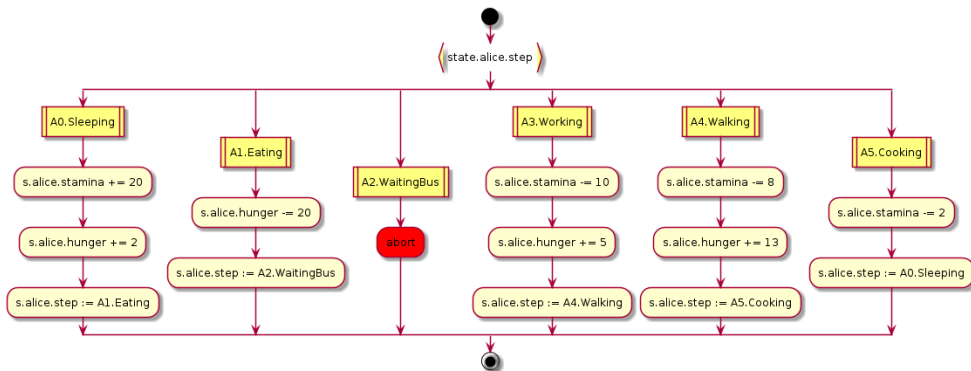 state.alice.step
A0.Sleeping
s.alice.stamina += 20
s.alice.hunger += 2
s.alice.step := A1.Eating
A1.Eating
s.alice.hunger -= 20
s.alice.step := A2.WaitingBus
A2.WaitingBus
abort
A3.Working
s.alice.stamina -= 10
s.alice.hunger += 5
s.alice.step := A4.Walking
A4.Walking
s.alice.stamina -= 8
s.alice.hunger += 13
s.alice.step := A5.Cooking
A5.Cooking
s.alice.stamina -= 2
s.alice.step := A0.Sleeping